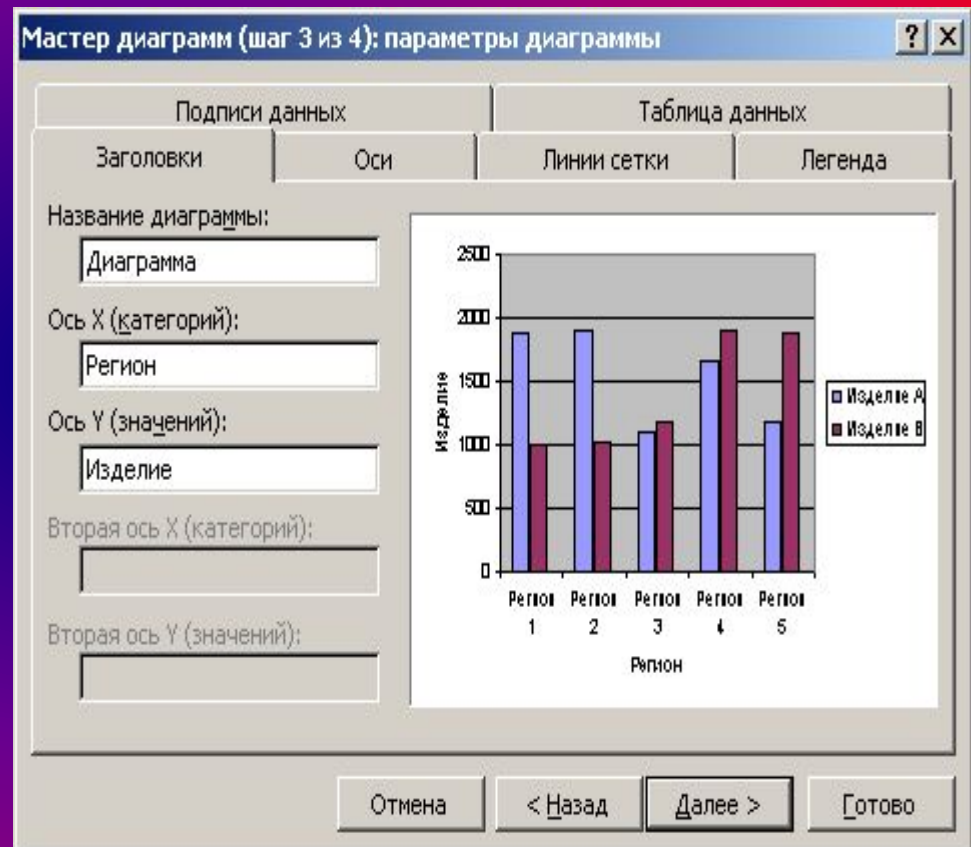 Мастер диаграмм (шаг 3 из 4): параметры диаграммы
Подписи данных
Таблица данных
Заголовки
Оси
Линии сетки
Легенда
Название диаграммы:
Диаграмма
Ось X (категорий):
Регион
Ось Y (значений):
Изделие
Вторая ось X (категорий):
Вторая ось Y (значений):
2500
2000
1500
1000
500
0
Изделие
Регион Регион Регион Регион Регион
1 2 3 4 5
Регион
Изделие A
Изделие B
Отмена
< Назад
Далее >
Готово